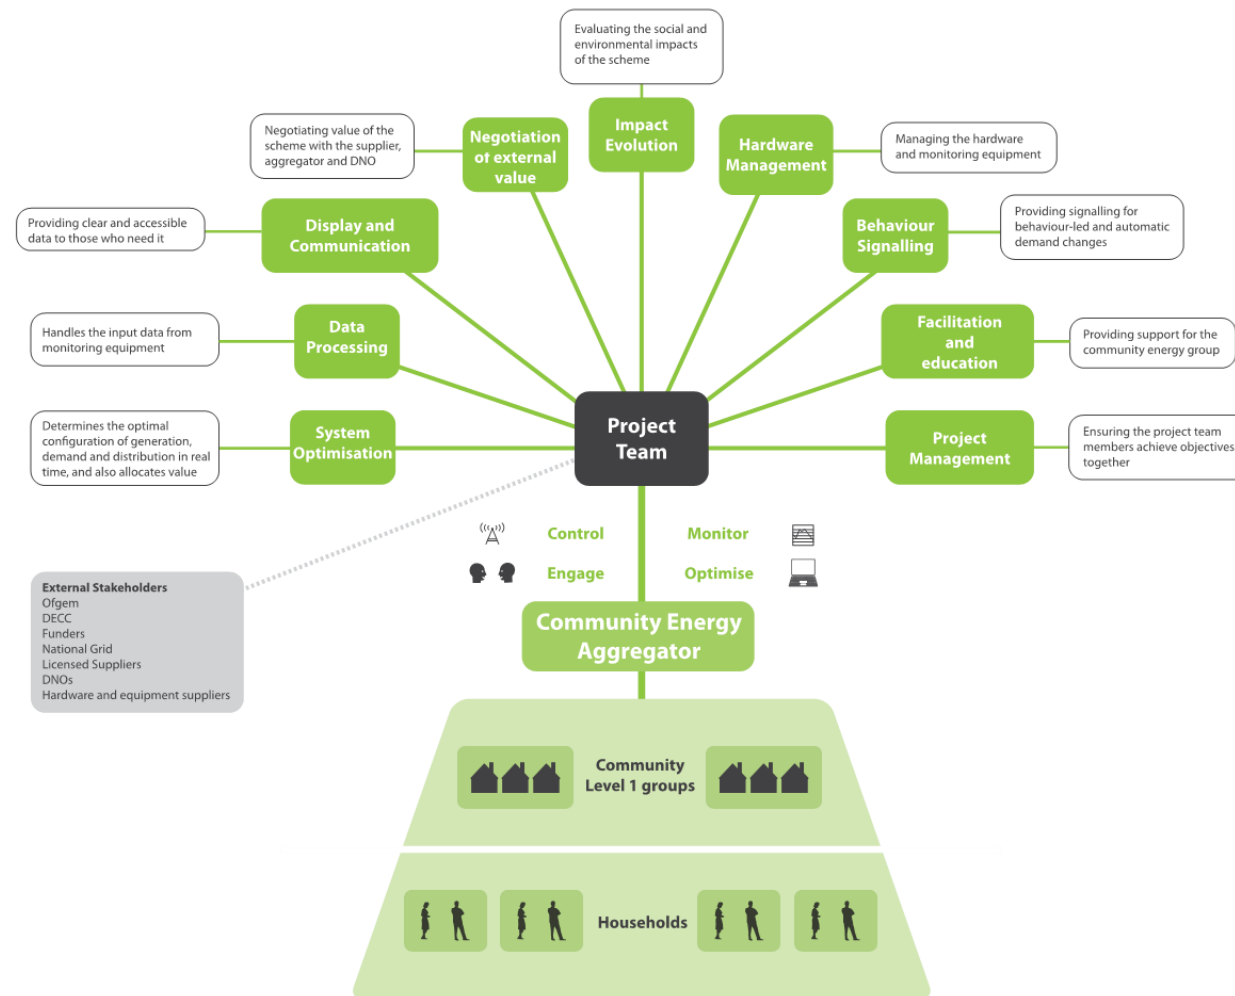 Evaluating the social and
environmental impacts
of the scheme
Impact
Evolution
Negotiating value of the
scheme with the supplier,
aggregator and DNO
Negotiation
of external
value
Hardware
Management
Managing the hardware
and monitoring equipment
Providing clear and accessible
data to those who need it
Display and
Communication
Behaviour
Signalling
Providing signalling for
behaviour-led and automatic
demand changes
Handles the input data from
monitoring equipment
Data
Processing
Facilitation
and
education
Providing support for the
community energy group
Determines the optimal
configuration of generation,
demand and distribution in real
time, and also allocates value
System
Optimisation
Project
Team
Project
Management
Ensuring the project team
members achieve objectives
together
Control
Monitor
Engage
Optimise
External Stakeholders
Ofgem
DECC
Funders
National Grid
Licensed Suppliers
DNOs
Hardware and equipment suppliers
Community Energy
Aggregator
Community
Level 1 groups
Households